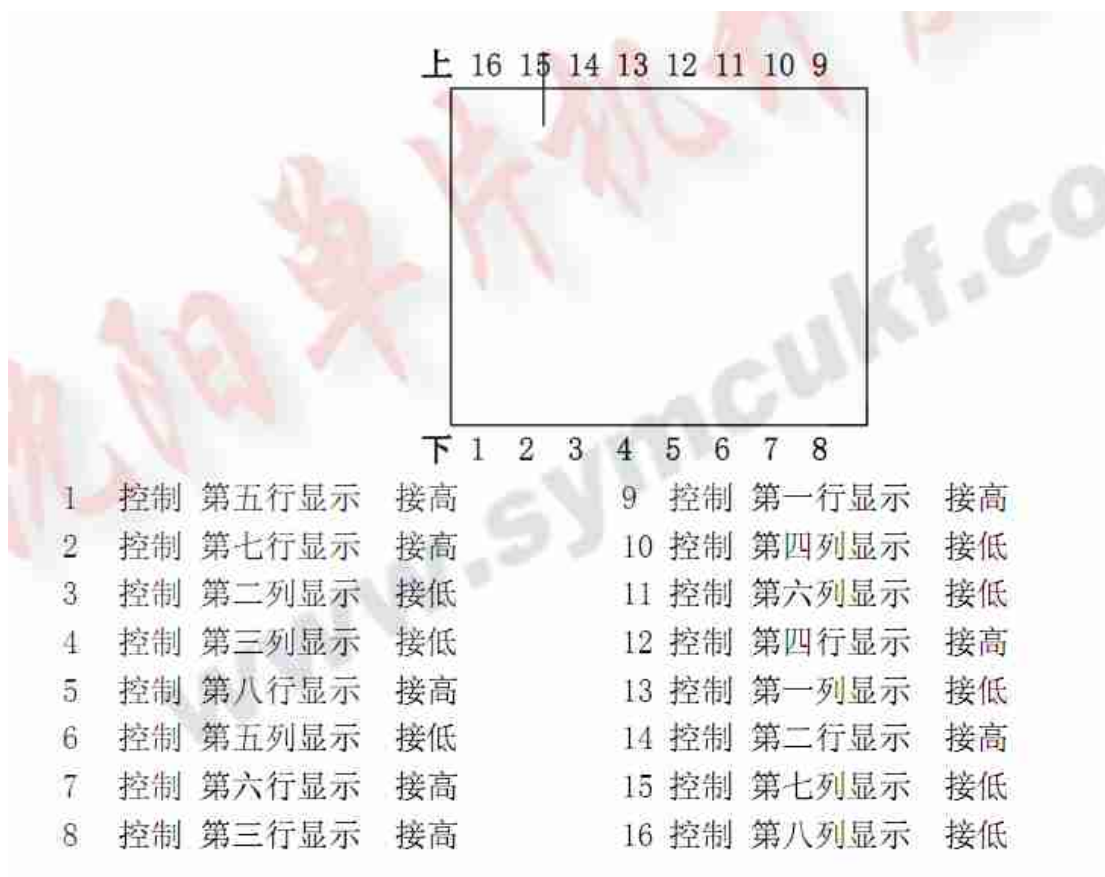 上 16 15 14 13 12 11 10 9
下 1 2 3 4 5 6 7 8
1 控制 第五行显示 接高
2 控制 第七行显示 接高
3 控制 第二列显示 接低
4 控制 第三列显示 接低
5 控制 第八行显示 接高
6 控制 第五列显示 接低
7 控制 第六行显示 接高
8 控制 第三行显示 接高
9 控制 第一行显示 接高
10 控制 第四列显示 接低
11 控制 第六列显示 接低
12 控制 第四行显示 接高
13 控制 第一列显示 接低
14 控制 第二行显示 接高
15 控制 第七列显示 接低
16 控制 第八列显示 接低
阳单片机
www.symcukf.co